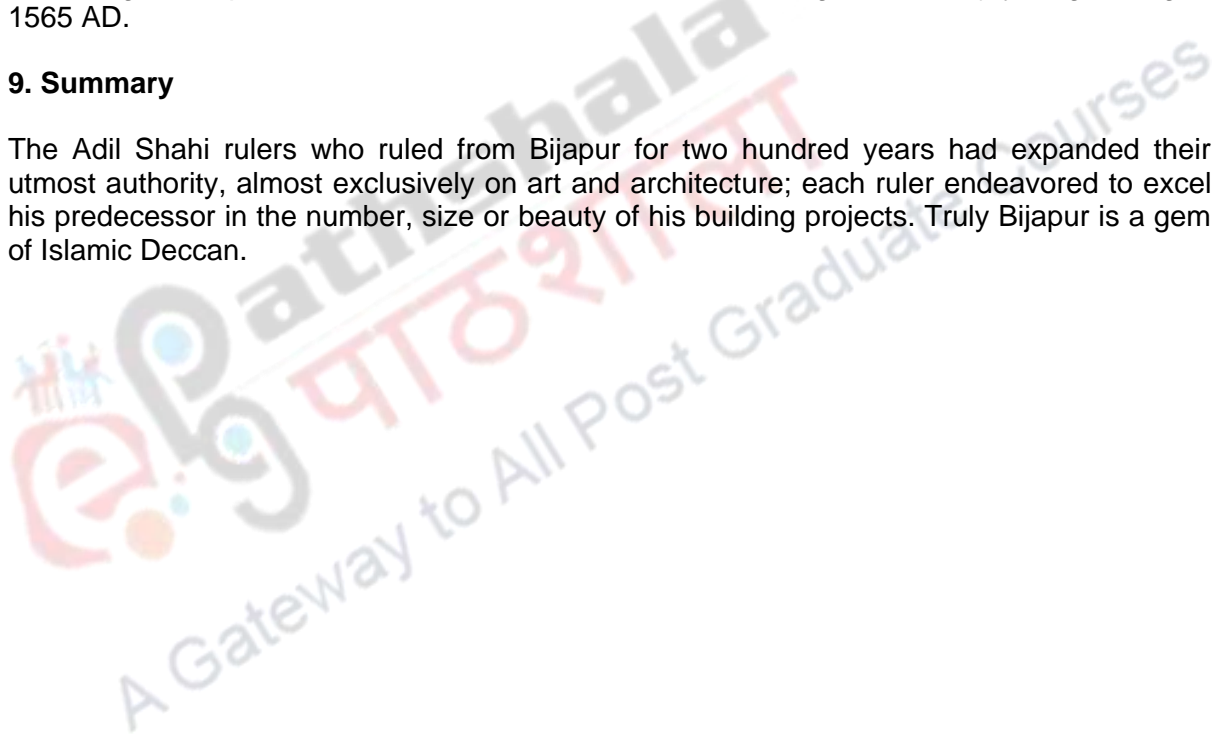 1565 AD.
9. Summary
The Adil Shahi rulers who ruled from Bijapur for two hundred years had expanded their
utmost authority, almost exclusively on art and architecture; each ruler endeavored to excel
his predecessor in the number, size or beauty of his building projects. Truly Bijapur is a gem
of Islamic Deccan.
Pathshala
पाठशाला
A Gateway to All Post Graduate Courses